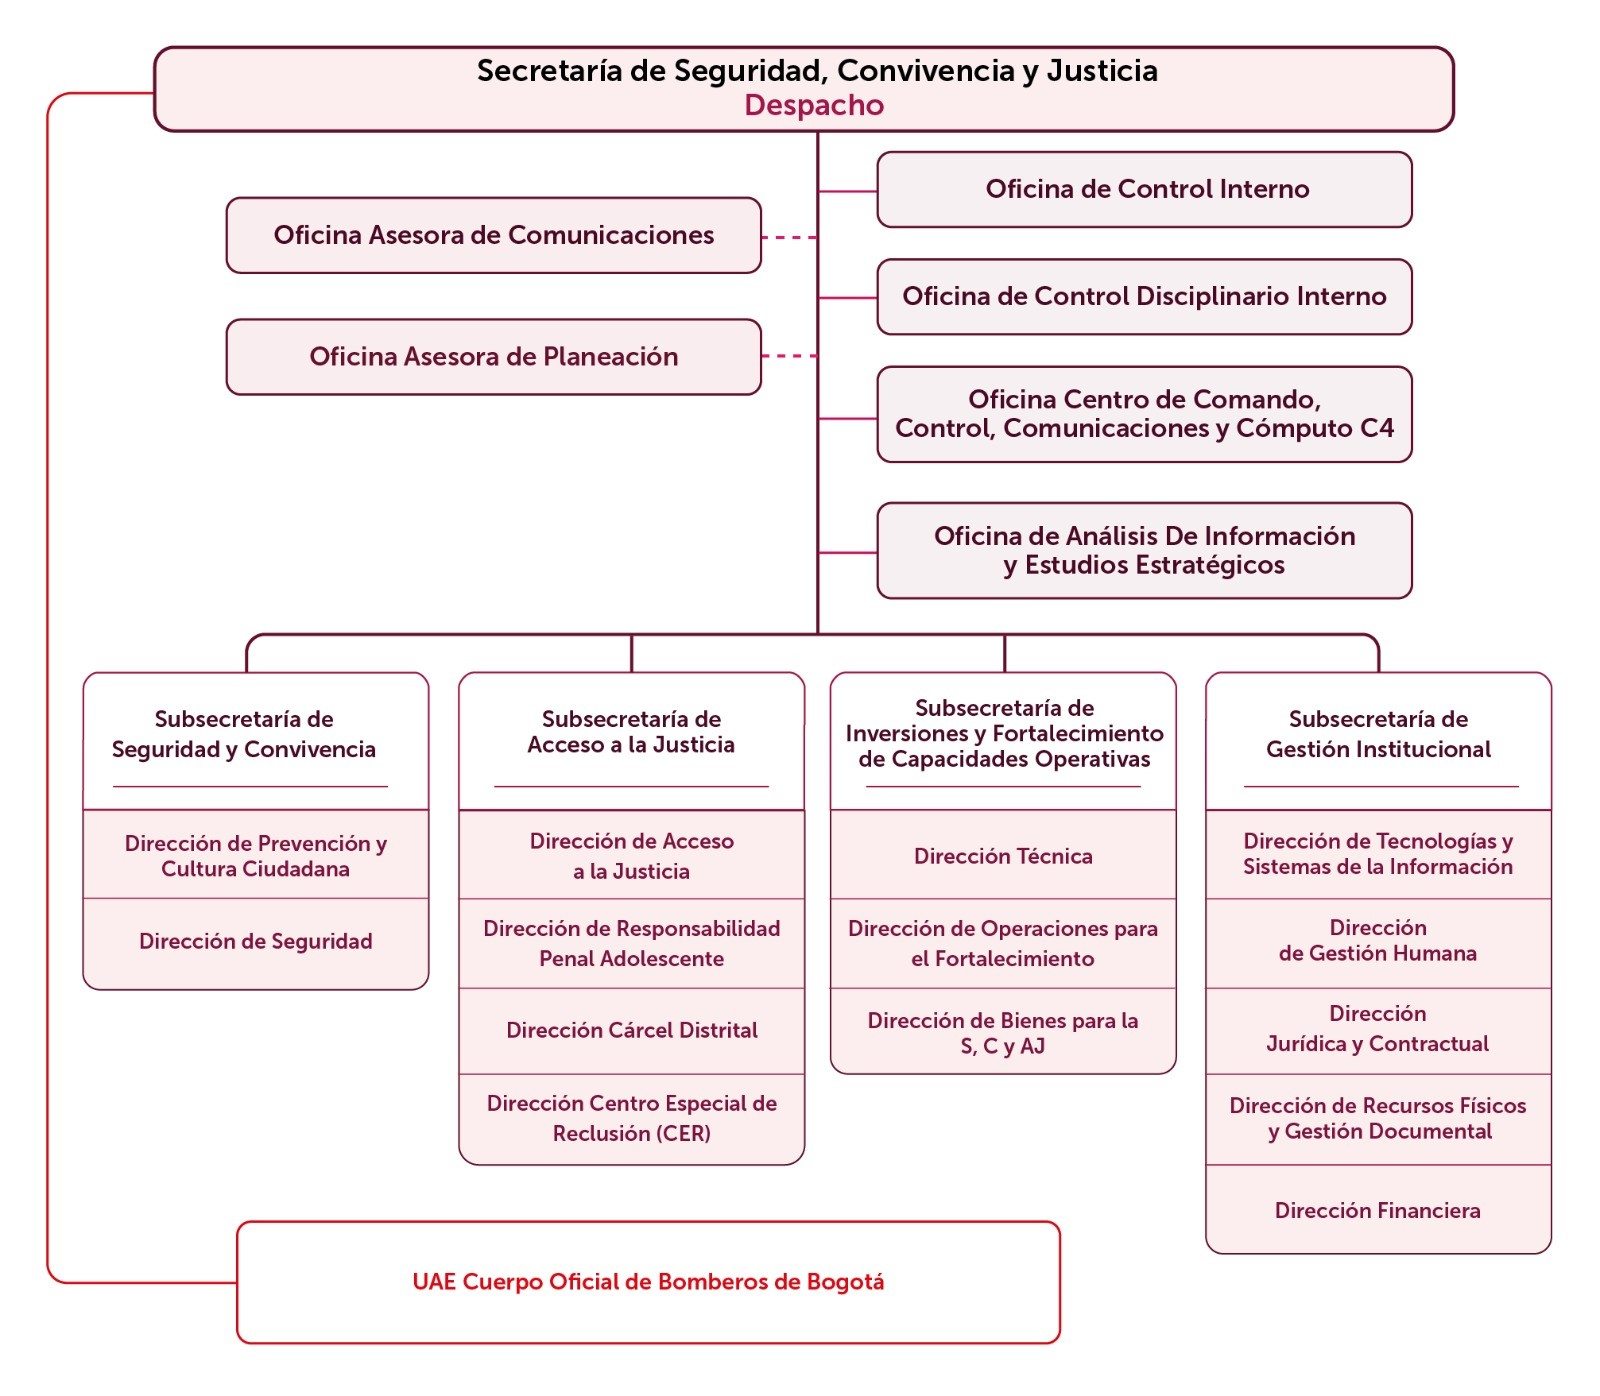 Secretaría de Seguridad, Convivencia y Justicia
Despacho
Oficina de Control Interno
Oficina Asesora de Comunicaciones
Oficina de Control Disciplinario Interno
Oficina Asesora de Planeación
Oficina Centro de Comando,
Control, Comunicaciones y Cómputo C4
Oficina de Análisis De Información
y Estudios Estratégicos
Subsecretaría de
Seguridad y Convivencia
Dirección de Prevención y
Cultura Ciudadana
Dirección de Seguridad
Subsecretaría de
Acceso a la Justicia
Dirección de Acceso
a la Justicia
Dirección de Responsabilidad
Penal Adolescente
Dirección Cárcel Distrital
Dirección Centro Especial de
Reclusión (CER)
Subsecretaría de
Inversiones y Fortalecimiento
de Capacidades Operativas
Dirección Técnica
Dirección de Operaciones para
el Fortalecimiento
Dirección de Bienes para la
S, C y AJ
Subsecretaría de
Gestión Institucional
Dirección de Tecnologías y
Sistemas de la Información
Dirección
de Gestión Humana
Dirección
Jurídica y Contractual
Dirección de Recursos Físicos
y Gestión Documental
Dirección Financiera
UAE Cuerpo Oficial de Bomberos de Bogotá